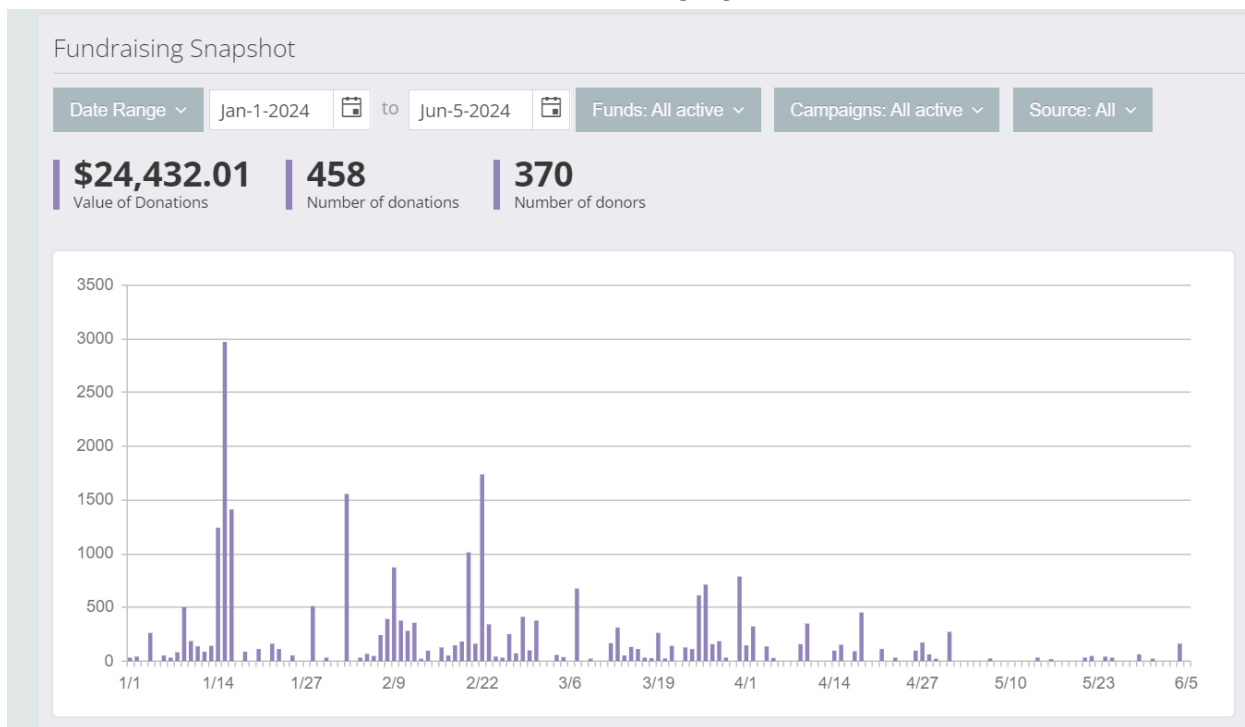 Fundraising Snapshot
Date Range Jan-1-2024 to Jun-5-2024 Funds: All active Campaigns: All active Source: All
$24,432.01 458 370
Value of Donations Number of donations Number of donors
3500
3000
2500
2000
1500
1000
500
0
1/1 1/14 1/27 2/9 2/22 3/6 3/19 4/1 4/14 4/27 5/10 5/23 6/5